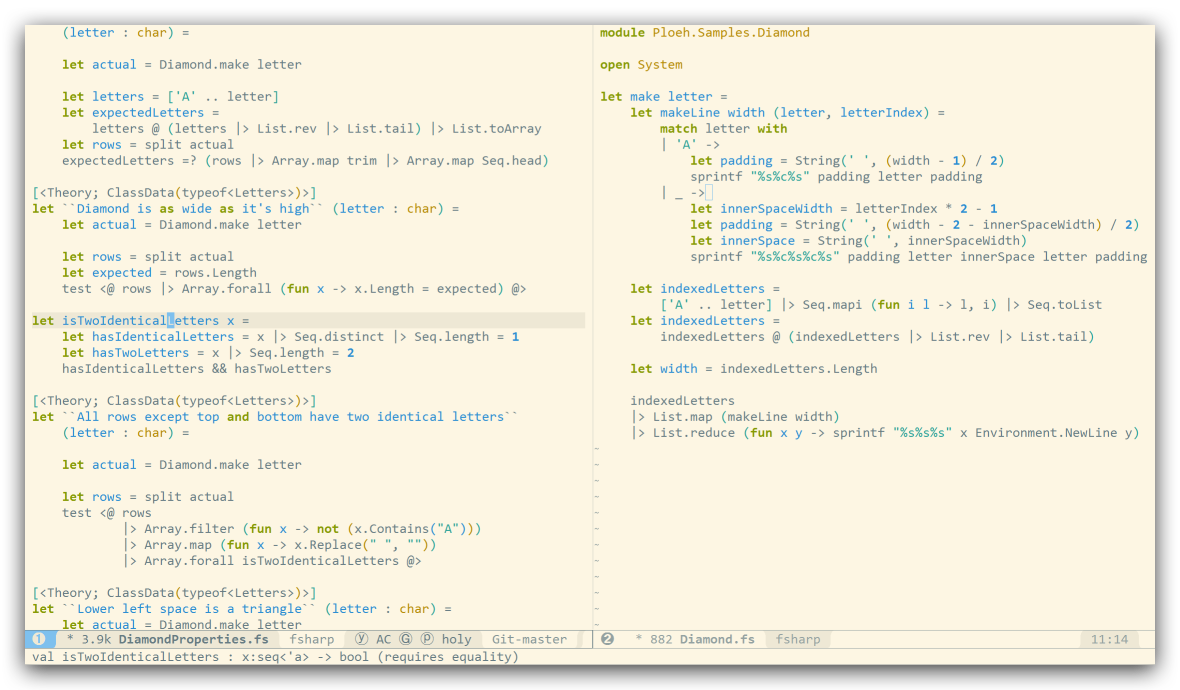 (letter : char) =
let actual = Diamond.make letter
let letters = ['A' .. letter]
let expectedLetters =
letters @ (letters |> List.rev |> List.tail) |> List.toArray
let rows = split actual
expectedLetters =? (rows |> Array.map trim |> Array.map Seq.head)
[<Theory; ClassData(typeof<Letters>)>]
let ``Diamond is as wide as it's high`` (letter : char) =
let actual = Diamond.make letter
let rows = split actual
let expected = rows.Length
test <@ rows |> Array.forall (fun x -> x.Length = expected) @>
let isTwoIdenticalLetters x =
let hasIdenticalLetters = x |> Seq.distinct |> Seq.length = 1
let hasTwoLetters = x |> Seq.length = 2
hasIdenticalLetters && hasTwoLetters
[<Theory; ClassData(typeof<Letters>)>]
let ``All rows except top and bottom have two identical letters``
(letter : char) =
let actual = Diamond.make letter
let rows = split actual
test <@ rows
|> Array.filter (fun x -> not (x.Contains("A")))
|> Array.map (fun x -> x.Replace(" ", ""))
|> Array.forall isTwoIdenticalLetters @>
[<Theory; ClassData(typeof<Letters>)>]
let ``Lower left space is a triangle`` (letter : char) =
let actual = Diamond.make letter
① * 3.9k DiamondProperties.fs fsharp ⓨ AC Ⓖ ⓟ holy Git-master
val isTwoIdenticalLetters : x:seq<'a> -> bool (requires equality)
module Ploeh.Samples.Diamond
open System
let make letter =
let makeLine width (letter, letterIndex) =
match letter with
| 'A' ->
let padding = String(' ', (width - 1) / 2)
sprintf "%s%c%s" padding letter padding
| _ ->
let innerSpaceWidth = letterIndex * 2 - 1
let padding = String(' ', (width - 2 - innerSpaceWidth) / 2)
let innerSpace = String(' ', innerSpaceWidth)
sprintf "%s%c%s%c%s" padding letter innerSpace letter padding
let indexedLetters =
['A' .. letter] |> Seq.mapi (fun i l -> l, i) |> Seq.toList
let indexedLetters =
indexedLetters @ (indexedLetters |> List.rev |> List.tail)
let width = indexedLetters.Length
indexedLetters
|> List.map (makeLine width)
|> List.reduce (fun x y -> sprintf "%s%s%s" x Environment.NewLine y)
② * 882 Diamond.fs fsharp 11:14